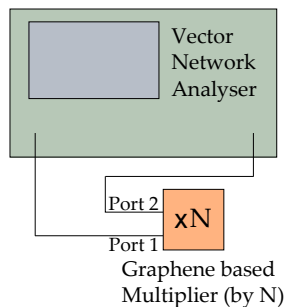 Vector
Network
Analyser
Port 2
xN
Port 1
Graphene based
Multiplier (by N)